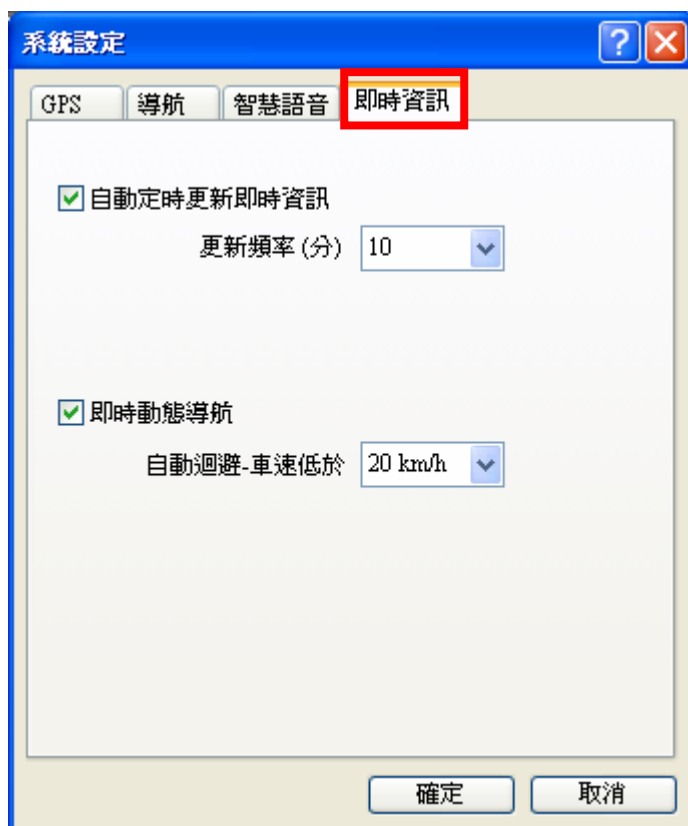 系統設定
GPS 導航 智慧語音 即時資訊
自動定時更新即時資訊
更新頻率 (分) 10
即時動態導航
自動迴避-車速低於 20 km/h
確定 取消